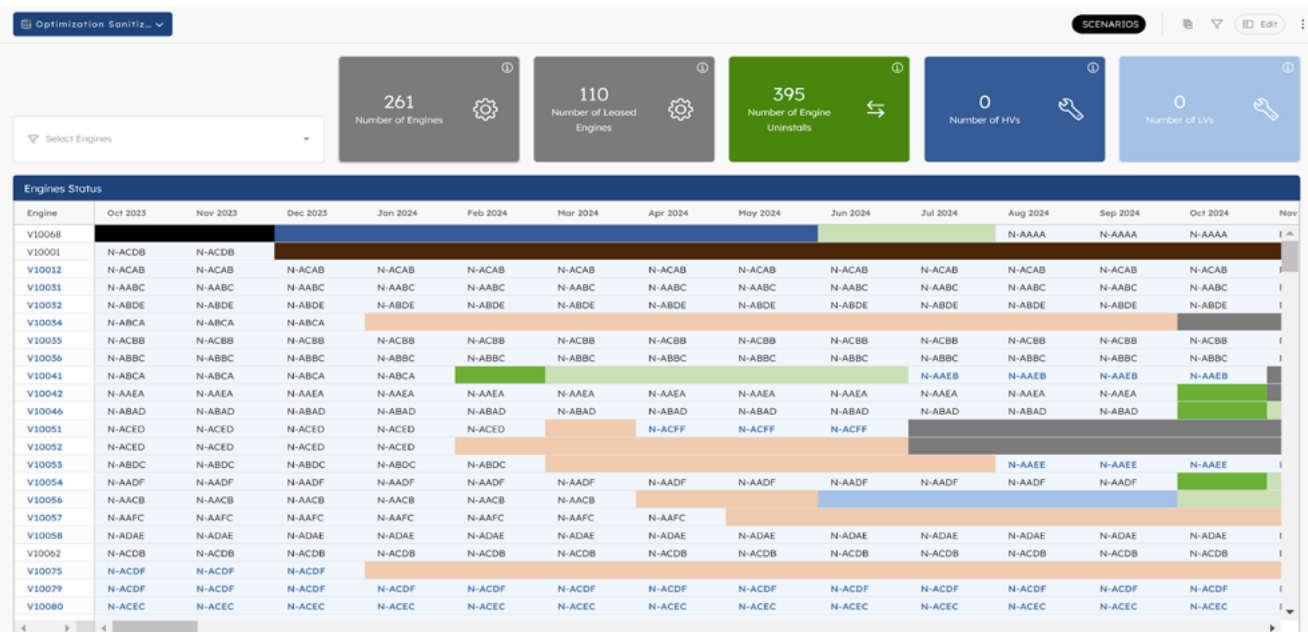 Optimization Sanitiz... SCENARIOS Edit
261
Number of Engines
110
Number of Leased
Engines
395
Number of Engine
Uninstalls
0
Number of HVs
0
Number of LVs
Select Engines
Engines Status
Engine Oct 2023 Nov 2023 Dec 2023 Jan 2024 Feb 2024 Mar 2024 Apr 2024 May 2024 Jun 2024 Jul 2024 Aug 2024 Sep 2024 Oct 2024 Nov
V10068 N-AAAA N-AAAA N-AAAA
V10001 N-ACDB N-ACDB
V10012 N-ACAB N-ACAB N-ACAB N-ACAB N-ACAB N-ACAB N-ACAB N-ACAB N-ACAB N-ACAB N-ACAB N-ACAB N-ACAB
V10031 N-AABC N-AABC N-AABC N-AABC N-AABC N-AABC N-AABC N-AABC N-AABC N-AABC N-AABC N-AABC N-AABC
V10032 N-ABDE N-ABDE N-ABDE N-ABDE N-ABDE N-ABDE N-ABDE N-ABDE N-ABDE N-ABDE N-ABDE N-ABDE N-ABDE
V10034 N-ABCA N-ABCA N-ABCA
V10035 N-ACBB N-ACBB N-ACBB N-ACBB N-ACBB N-ACBB N-ACBB N-ACBB N-ACBB N-ACBB N-ACBB N-ACBB N-ACBB
V10036 N-ABBC N-ABBC N-ABBC N-ABBC N-ABBC N-ABBC N-ABBC N-ABBC N-ABBC N-ABBC N-ABBC N-ABBC N-ABBC
V10041 N-ABCA N-ABCA N-ABCA N-ABCA N-AAEB N-AAEB N-AAEB N-AAEB
V10042 N-AAEA N-AAEA N-AAEA N-AAEA N-AAEA N-AAEA N-AAEA N-AAEA N-AAEA N-AAEA N-AAEA N-AAEA
V10046 N-ABAD N-ABAD N-ABAD N-ABAD N-ABAD N-ABAD N-ABAD N-ABAD N-ABAD N-ABAD N-ABAD N-ABAD
V10051 N-ACED N-ACED N-ACED N-ACED N-ACED N-ACFF N-ACFF N-ACFF
V10052 N-ACED N-ACED N-ACED N-ACED
V10053 N-ABDC N-ABDC N-ABDC N-ABDC N-ABDC N-AAEE N-AAEE N-AAEE
V10054 N-AADF N-AADF N-AADF N-AADF N-AADF N-AADF N-AADF N-AADF N-AADF N-AADF N-AADF N-AADF
V10056 N-AACB N-AACB N-AACB N-AACB N-AACB N-AACB
V10057 N-AAFC N-AAFC N-AAFC N-AAFC N-AAFC N-AAFC N-AAFC
V10058 N-ADAE N-ADAE N-ADAE N-ADAE N-ADAE N-ADAE N-ADAE N-ADAE N-ADAE N-ADAE N-ADAE N-ADAE N-ADAE
V10062 N-ACDB N-ACDB N-ACDB N-ACDB N-ACDB N-ACDB N-ACDB N-ACDB N-ACDB N-ACDB N-ACDB N-ACDB N-ACDB
V10075 N-ACDF N-ACDF N-ACDF
V10079 N-ACDF N-ACDF N-ACDF N-ACDF N-ACDF N-ACDF N-ACDF N-ACDF N-ACDF N-ACDF N-ACDF N-ACDF N-ACDF
V10080 N-ACEC N-ACEC N-ACEC N-ACEC N-ACEC N-ACEC N-ACEC N-ACEC N-ACEC N-ACEC N-ACEC N-ACEC N-ACEC